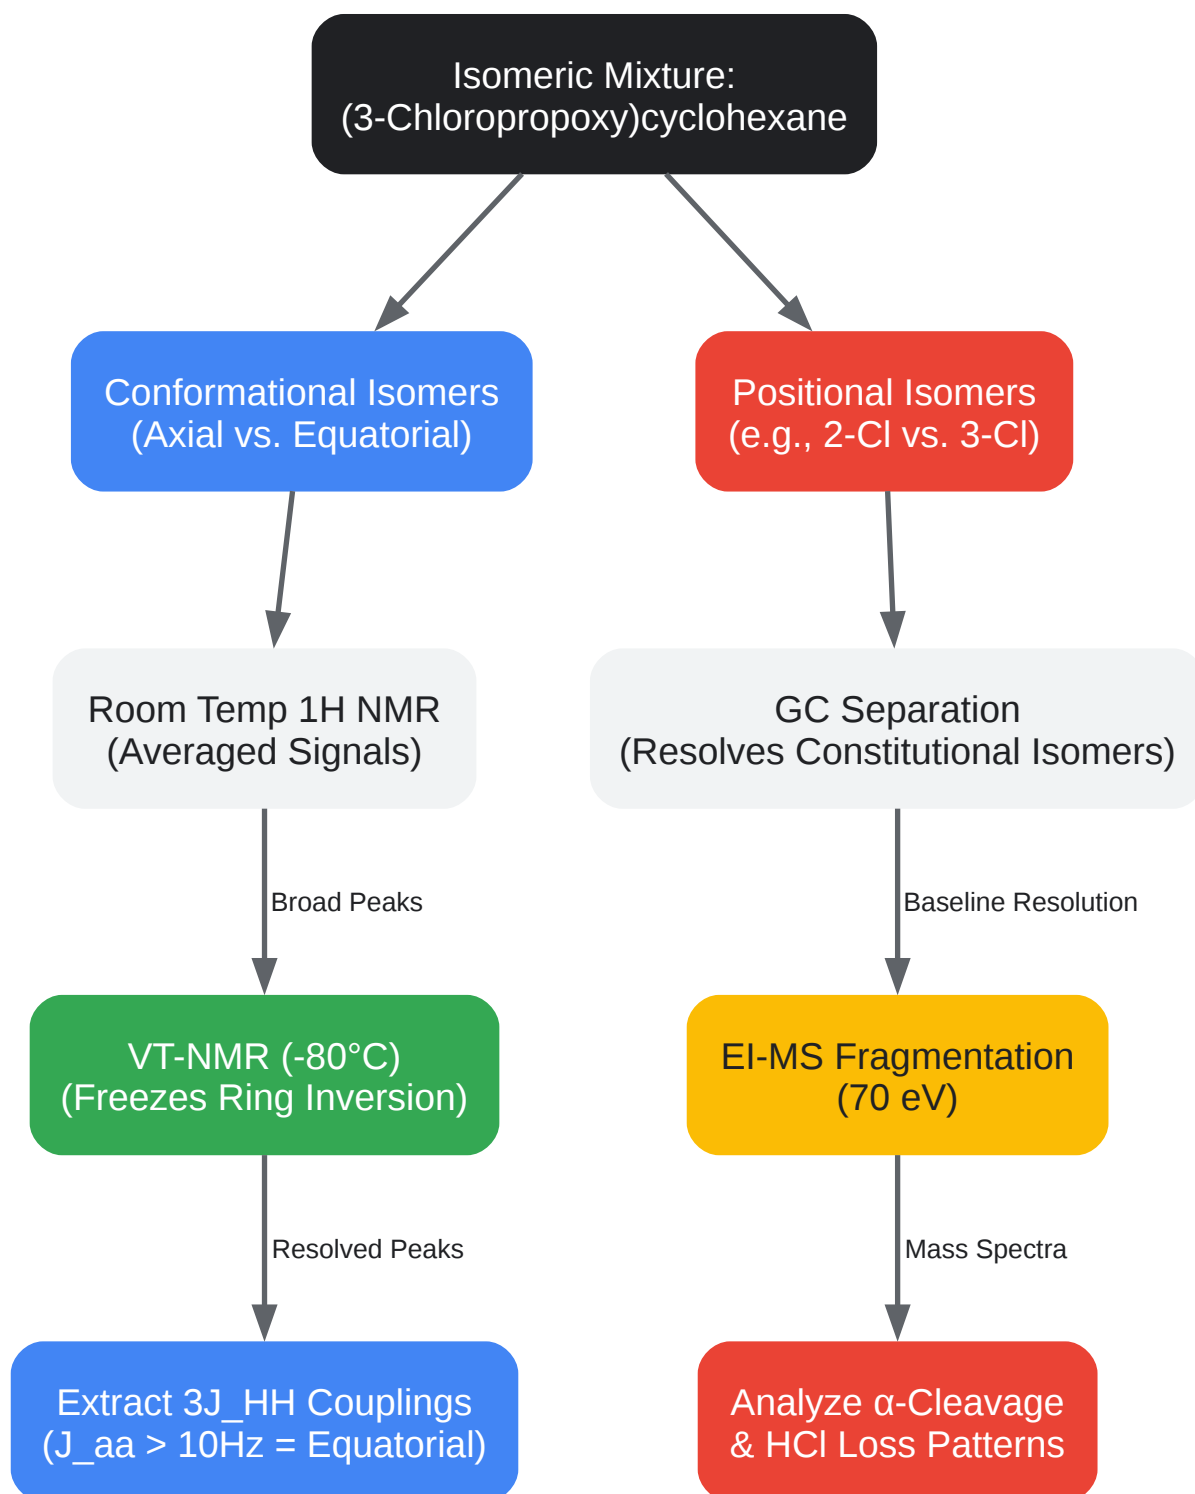 Isomeric Mixture:
(3-Chloropropoxy)cyclohexane
Conformational Isomers
(Axial vs. Equatorial)
Positional Isomers
(e.g., 2-Cl vs. 3-Cl)
Room Temp 1H NMR
(Averaged Signals)
GC Separation
(Resolves Constitutional Isomers)
Broad Peaks
Baseline Resolution
VT-NMR (-80°C)
(Freezes Ring Inversion)
EI-MS Fragmentation
(70 eV)
Resolved Peaks
Mass Spectra
Extract 3J_HH Couplings
(J_aa > 10Hz = Equatorial)
Analyze α-Cleavage
& HCl Loss Patterns